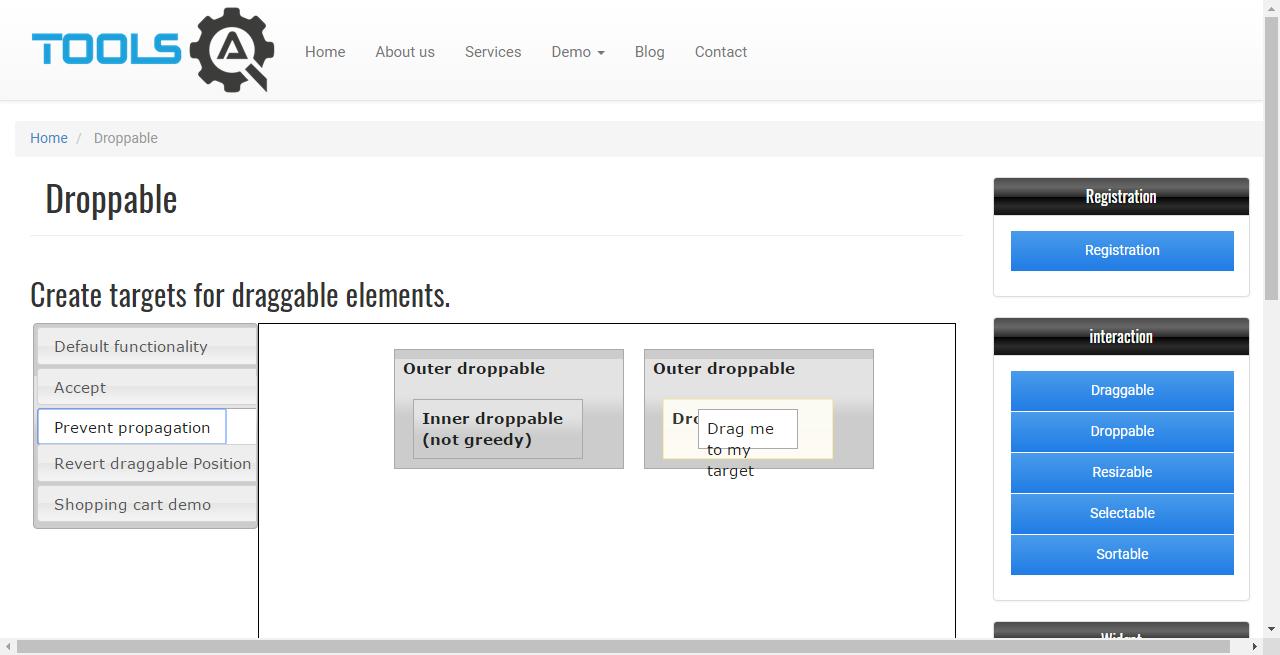 TOOLS
Home About us Services Demo Blog Contact
Home / Droppable
Droppable
Create targets for draggable elements.
Default functionality
Accept
Prevent propagation
Revert draggable Position
Shopping cart demo
Outer droppable
Inner droppable
(not greedy)
Outer droppable
Drag me
to my
target
Registration
Registration
interaction
Draggable
Droppable
Resizable
Selectable
Sortable
Widget